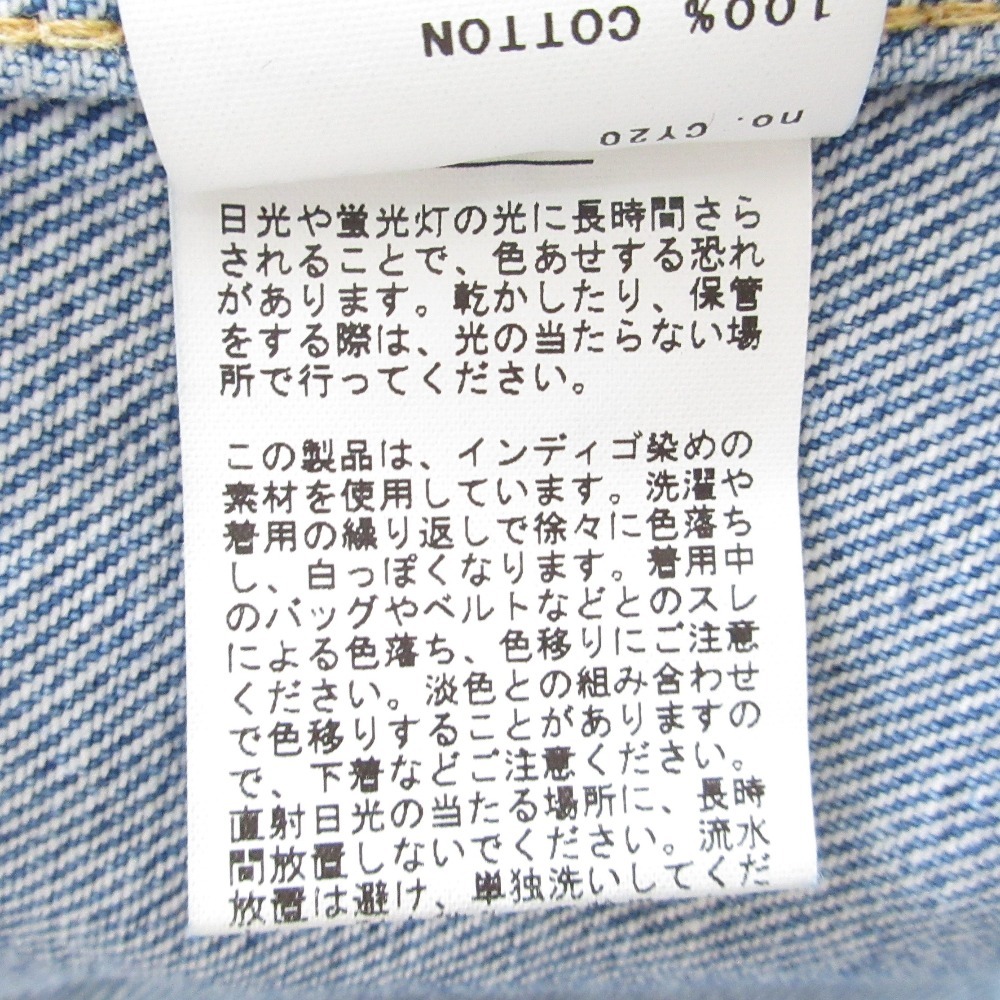 100% COTTON
no. CY20
日光や蛍光灯の光に長時間さら
されることで、色あせする恐れ
があります。乾かしたり、保管
をする際は、光の当たらない場
所で行ってください。
この製品は、インディゴ染めの
素材を使用しています。洗濯や
着用の繰り返しで徐々に色落ち
し、白っぽくなります。着用中
のバッグやベルトなどとのスレ
による色落ち、色移りにご注意
ください。淡色との組み合わせ
で色移りすることがありますの
で、下着などご注意ください。
直射日光の当たる場所に、長時
間放置しないでください。流水
放置は避け、単独洗いしてくだ